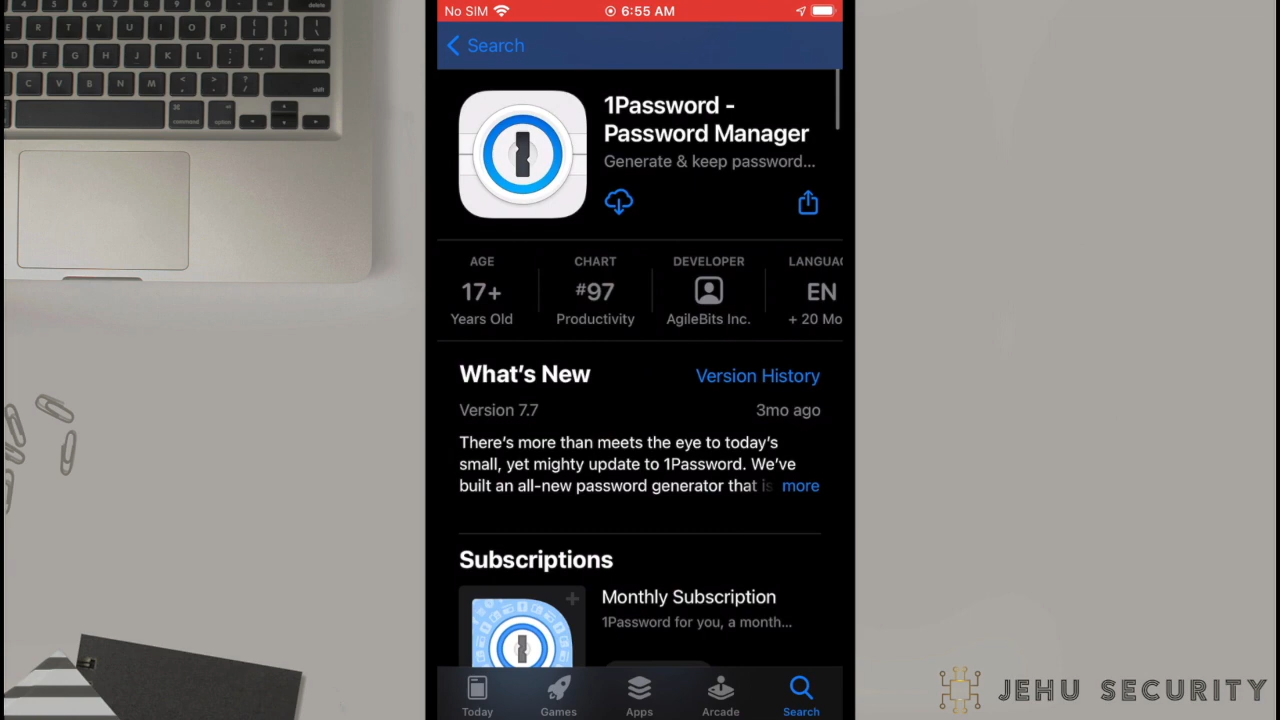 No SIM
6:55 AM
Search
1Password -
Password Manager
Generate & keep password...
AGE
17+
Years Old
CHART
#97
Productivity
DEVELOPER
AgileBits Inc.
LANGUAG
EN
+ 20 Mo
What's New
Version History
Version 7.7
3mo ago
There's more than meets the eye to today's
small, yet mighty update to 1Password. We've
built an all-new password generator that is more
Subscriptions
Monthly Subscription
1Password for you, a month...
Today
Games
Apps
Arcade
Search
JEHU SECURITY